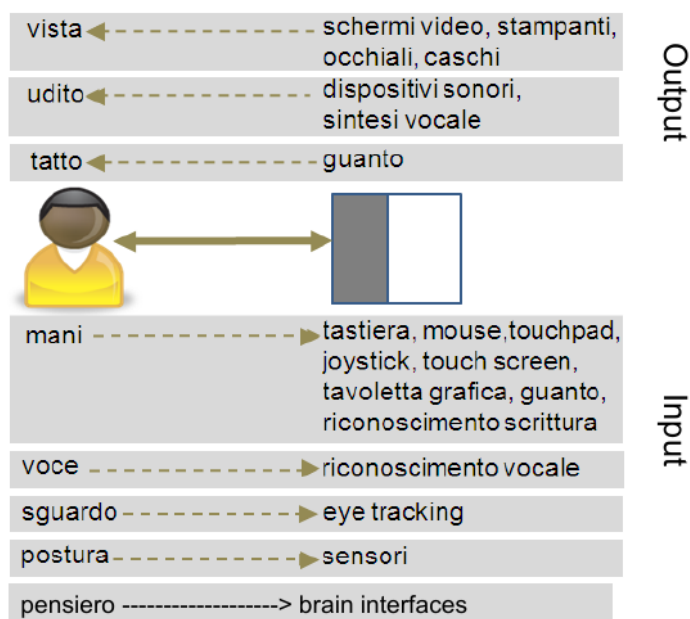 vista schermi video, stampanti,
occhiali, caschi
udito dispositivi sonori,
sintesi vocale
tatto guanto
Output
mani tastiera, mouse,touchpad,
joystick, touch screen,
tavoletta grafica, guanto,
riconoscimento scrittura
voce riconoscimento vocale
sguardo eye tracking
postura sensori
pensiero -------------------> brain interfaces
Input